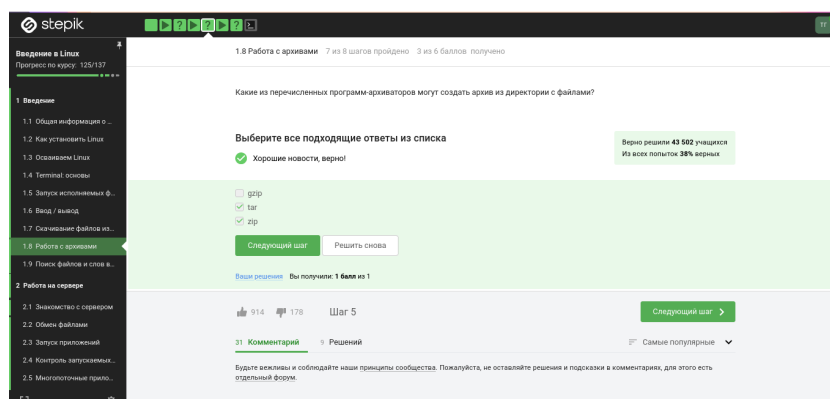 stepik
ТГ
Введение в Linux
Прогресс по курсу: 125/137
1 Введение
1.1 Общая информация о ...
1.2 Как установить Linux
1.3 Осваиваем Linux
1.4 Terminal: основы
1.5 Запуск исполняемых ф...
1.6 Ввод / вывод
1.7 Скачивание файлов из...
1.8 Работа с архивами
1.9 Поиск файлов и слов в...
2 Работа на сервере
2.1 Знакомство с сервером
2.2 Обмен файлами
2.3 Запуск приложений
2.4 Контроль запускаемых...
2.5 Многопоточные прило...
1.8 Работа с архивами 7 из 8 шагов пройдено 3 из 6 баллов получено
Какие из перечисленных программ-архиваторов могут создать архив из директории с файлами?
Выберите все подходящие ответы из списка
Хорошие новости, верно!
Верно решили 43 502 учащихся
Из всех попыток 38% верных
gzip
tar
zip
Следующий шаг Решить снова
Ваши решения Вы получили: 1 балл из 1
914 178 Шаг 5 Следующий шаг
31 Комментарий 9 Решений Самые популярные
Будьте вежливы и соблюдайте наши принципы сообщества. Пожалуйста, не оставляйте решения и подсказки в комментариях, для этого есть
отдельный форум.